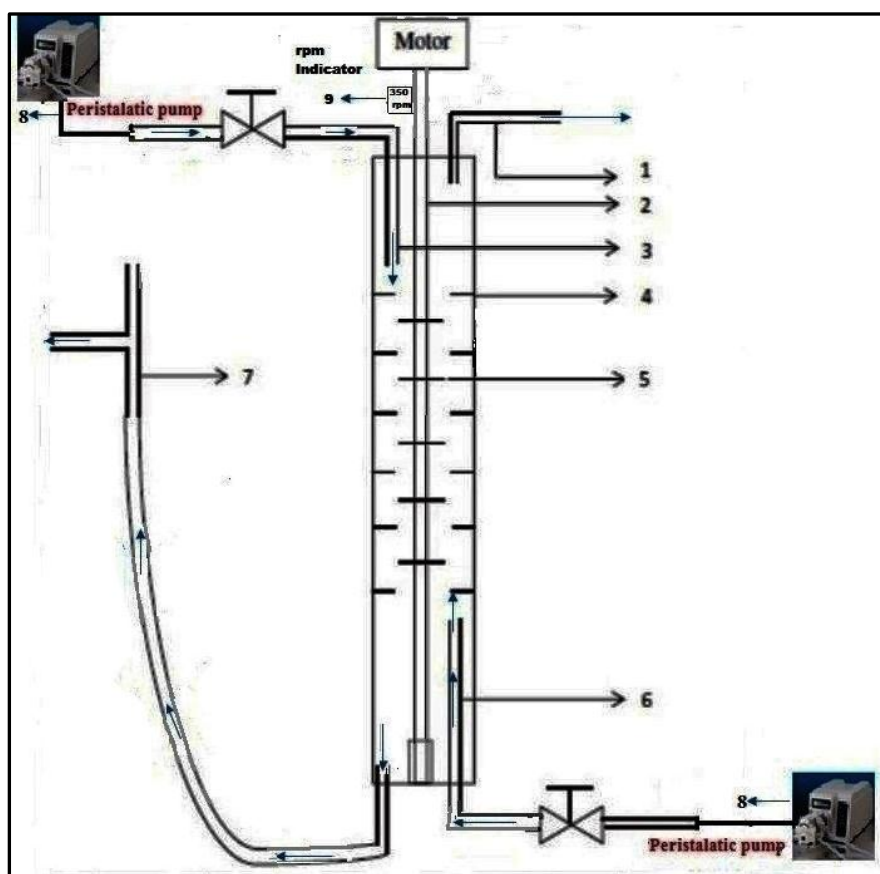 Motor
rpm
Indicator
350
rpm
9
Peristalatic pump
8
1
2
3
4
5
7
6
8
Peristalatic pump